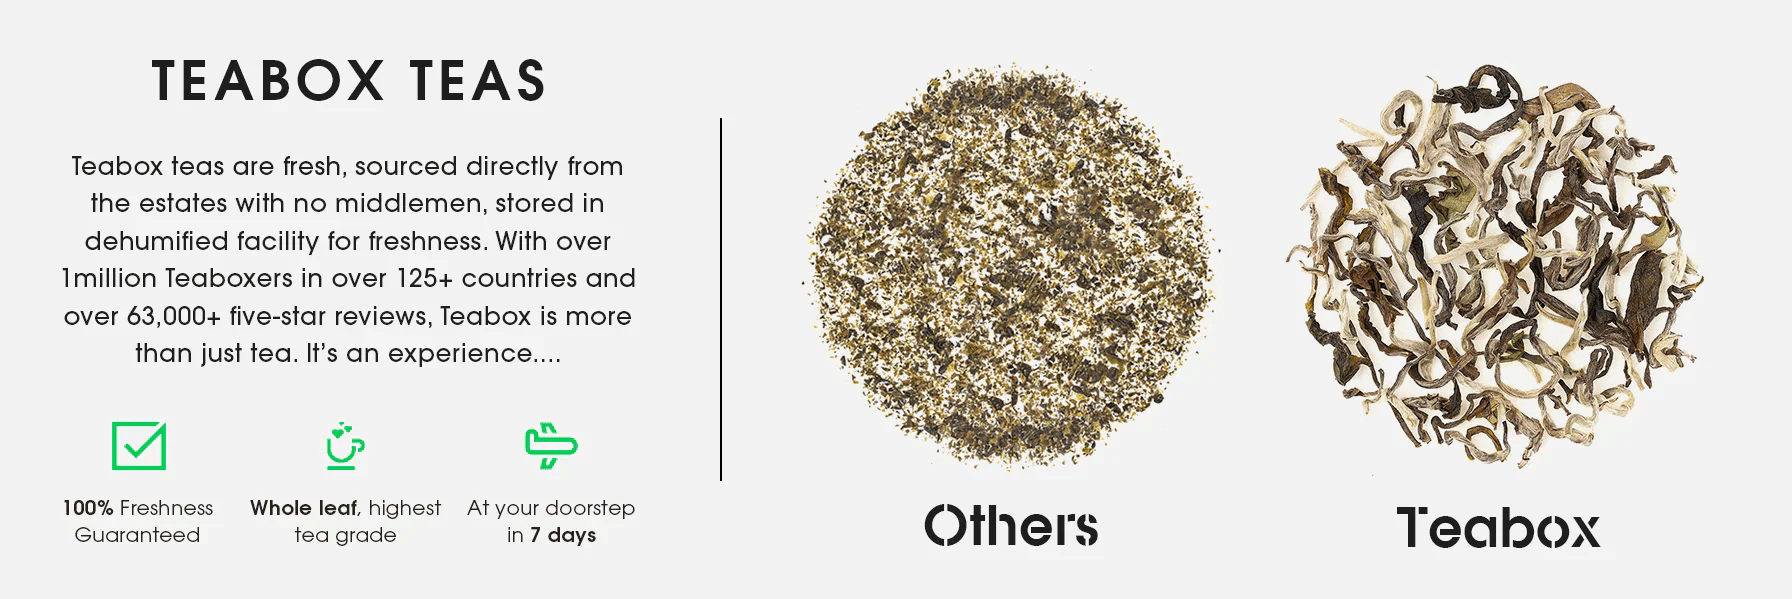 TEABOX TEAS
Teabox teas are fresh, sourced directly from
the estates with no middlemen, stored in
dehumified facility for freshness. With over
1million Teaboxers in over 125+ countries and
over 63,000+ five-star reviews, Teabox is more
than just tea. It's an experience....
100% Freshness
Guaranteed
Whole leaf, highest
tea grade
At your doorstep
in 7 days
Others
Teabox